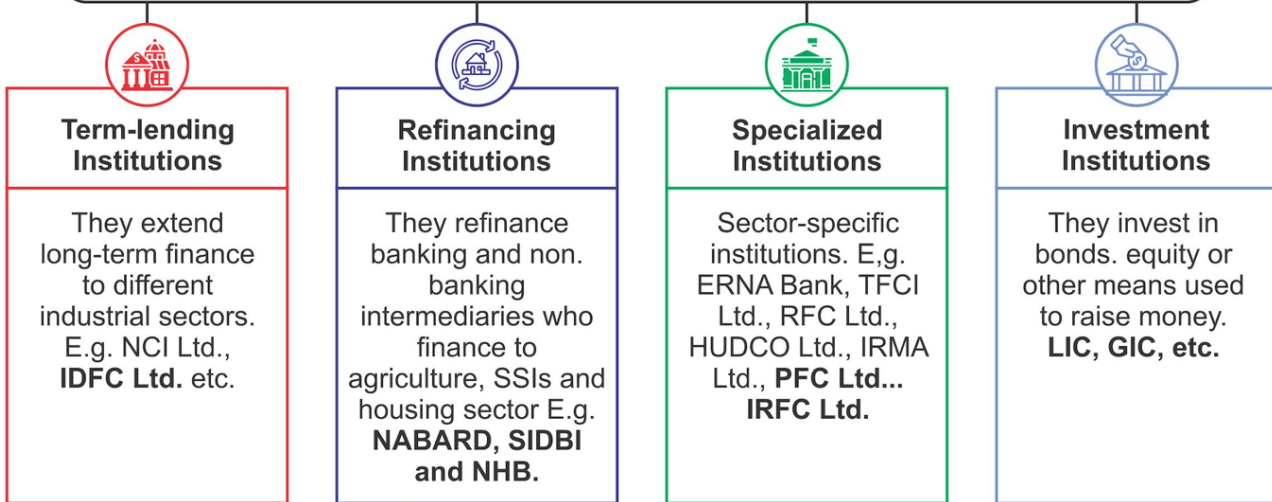 Term-lending
Institutions
They extend
long-term finance
to different
industrial sectors.
E.g. NCI Ltd.,
IDFC Ltd. etc.
Refinancing
Institutions
They refinance
banking and non.
banking
intermediaries who
finance to
agriculture, SSIs and
housing sector E.g.
NABARD, SIDBI
and NHB.
Specialized
Institutions
Sector-specific
institutions. E,g.
ERNA Bank, TFCI
Ltd., RFC Ltd.,
HUDCO Ltd., IRMA
Ltd., PFC Ltd...
IRFC Ltd.
Investment
Institutions
They invest in
bonds. equity or
other means used
to raise money.
LIC, GIC, etc.